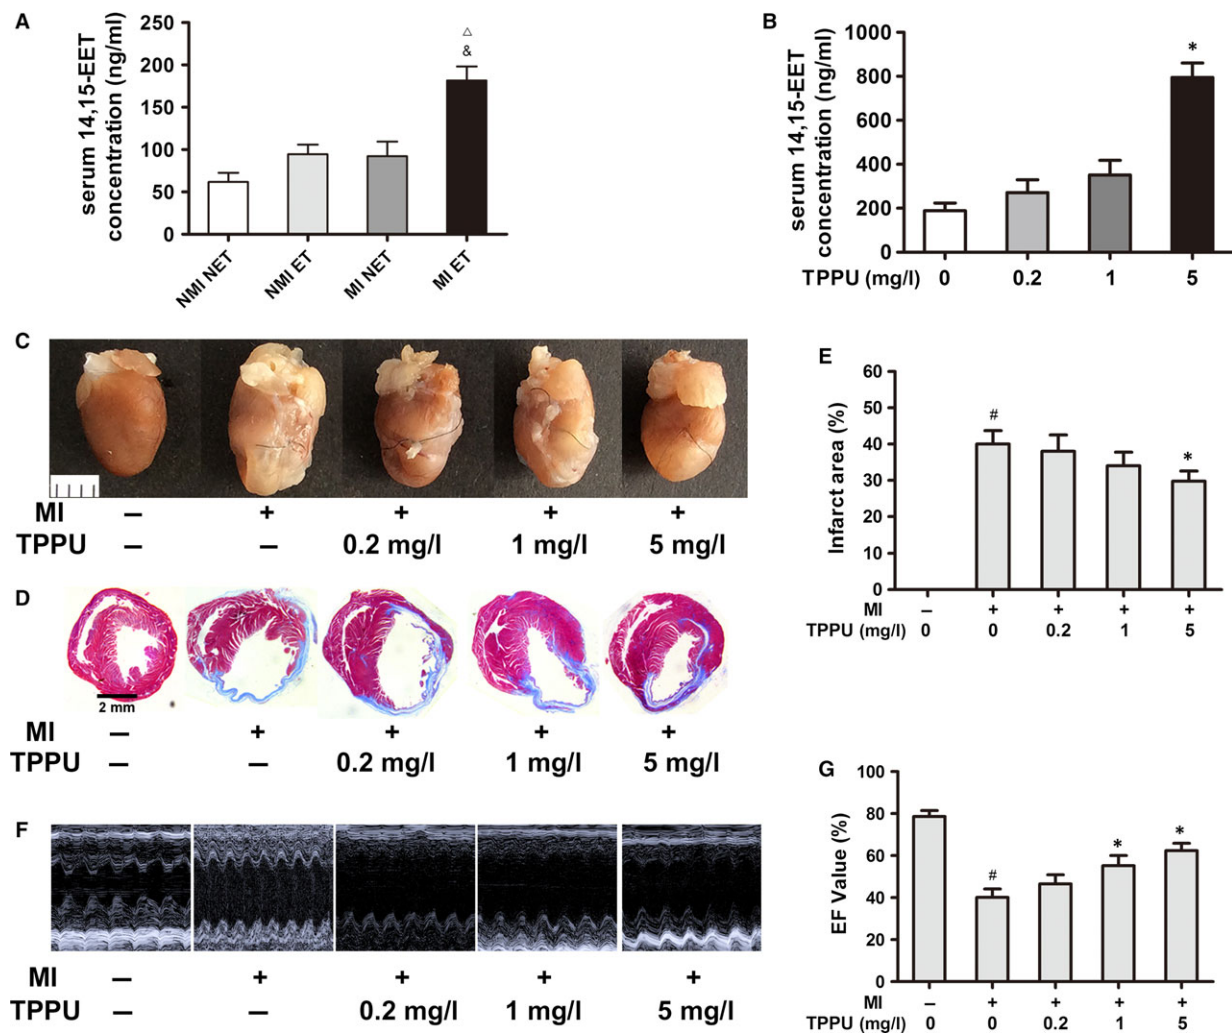 A
serum 14,15-EET
concentration (ng/ml)
250
200
150
100
50
0
△
&
NMI NET
NMI ET
MI NET
MI ET
B
serum 14,15-EET
concentration (ng/ml)
1000
800
600
400
200
0
*
TPPU (mg/l) 0 0.2 1 5
C
MI – + + + +
TPPU – – 0.2 mg/l 1 mg/l 5 mg/l
D
2 mm
MI – + + + +
TPPU – – 0.2 mg/l 1 mg/l 5 mg/l
E
Infarct area (%)
60
50
40
30
20
10
0
#
*
MI – + + + +
TPPU (mg/l) 0 0 0.2 1 5
F
MI – + + + +
TPPU – – 0.2 mg/l 1 mg/l 5 mg/l
G
EF Value (%)
100
80
60
40
20
0
#
*
*
MI – + + + +
TPPU (mg/l) 0 0 0.2 1 5